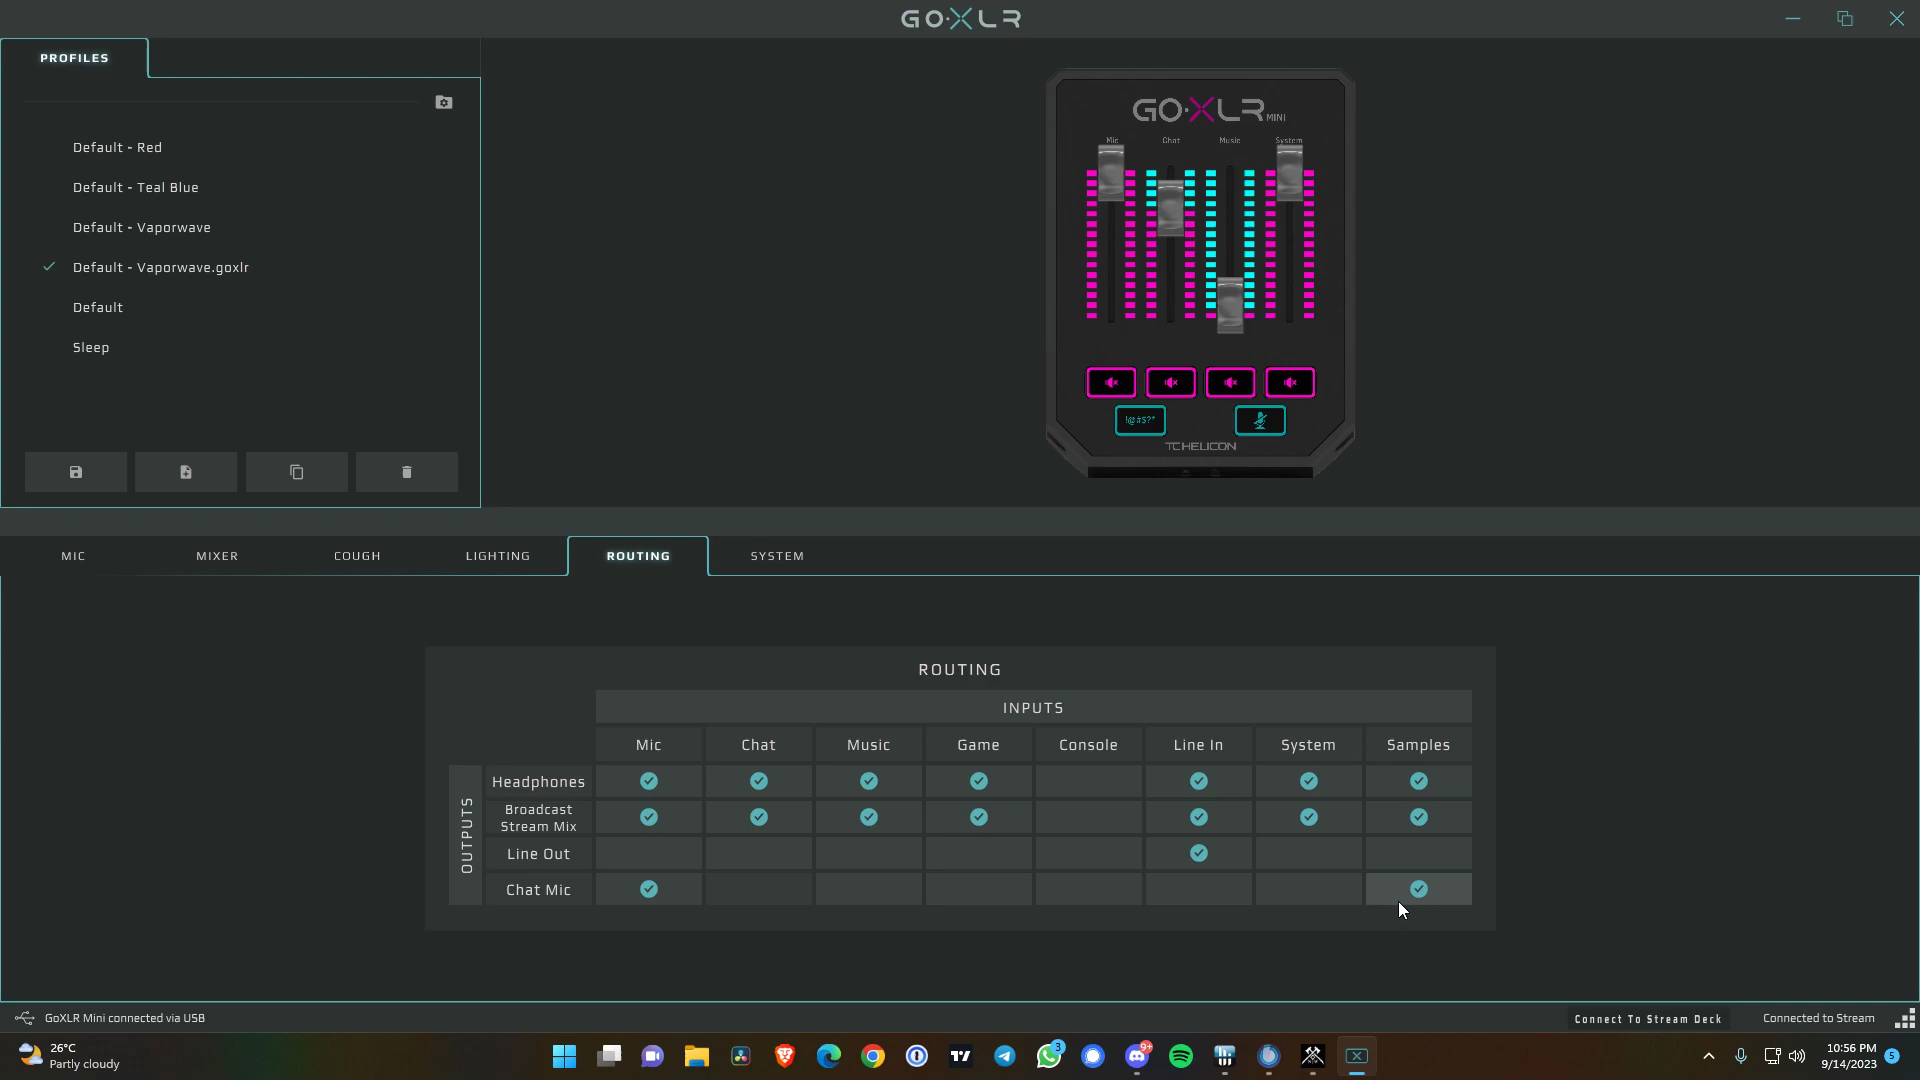 GO·XLR
PROFILES
Default - Red
Default - Teal Blue
Default - Vaporwave
Default - Vaporwave.goxlr
Default
Sleep
GO·XLR MINI
Mic Chat Music System
!@#$?*
TC HELICON
MIC MIXER COUGH LIGHTING ROUTING SYSTEM
ROUTING
INPUTS
Mic Chat Music Game Console Line In System Samples
OUTPUTS
Headphones
Broadcast
Stream Mix
Line Out
Chat Mic
GoXLR Mini connected via USB
Connect To Stream Deck
Connected to Stream
26°C
Partly cloudy
3
9+
10:56 PM
9/14/2023
5